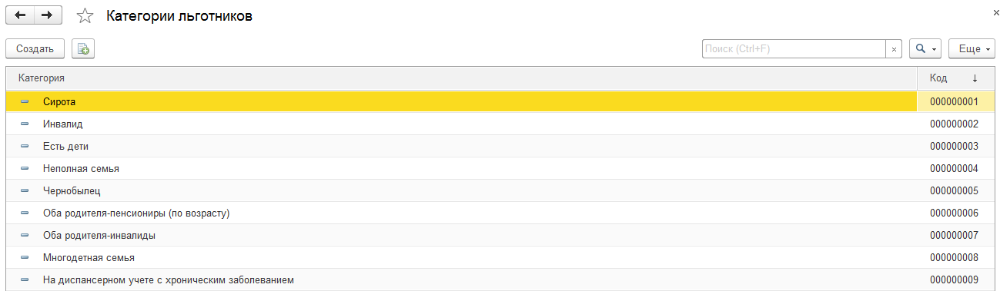 Категории льготников
Создать
Поиск (Ctrl+F)
Еще
Категория Код
Сирота 000000001
Инвалид 000000002
Есть дети 000000003
Неполная семья 000000004
Чернобылец 000000005
Оба родителя-пенсиониры (по возрасту) 000000006
Оба родителя-инвалиды 000000007
Многодетная семья 000000008
На диспансерном учете с хроническим заболеванием 000000009